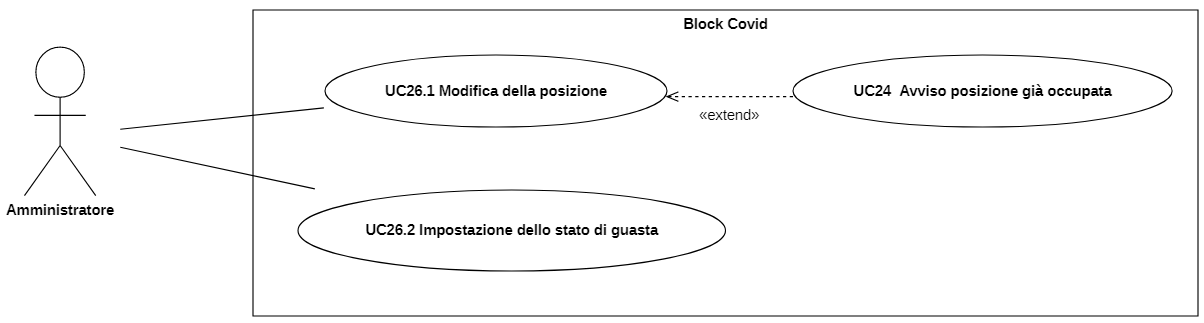 Block Covid
UC26.1 Modifica della posizione
UC24  Avviso posizione già occupata
«extend»
Amministratore
UC26.2 Impostazione dello stato di guasta